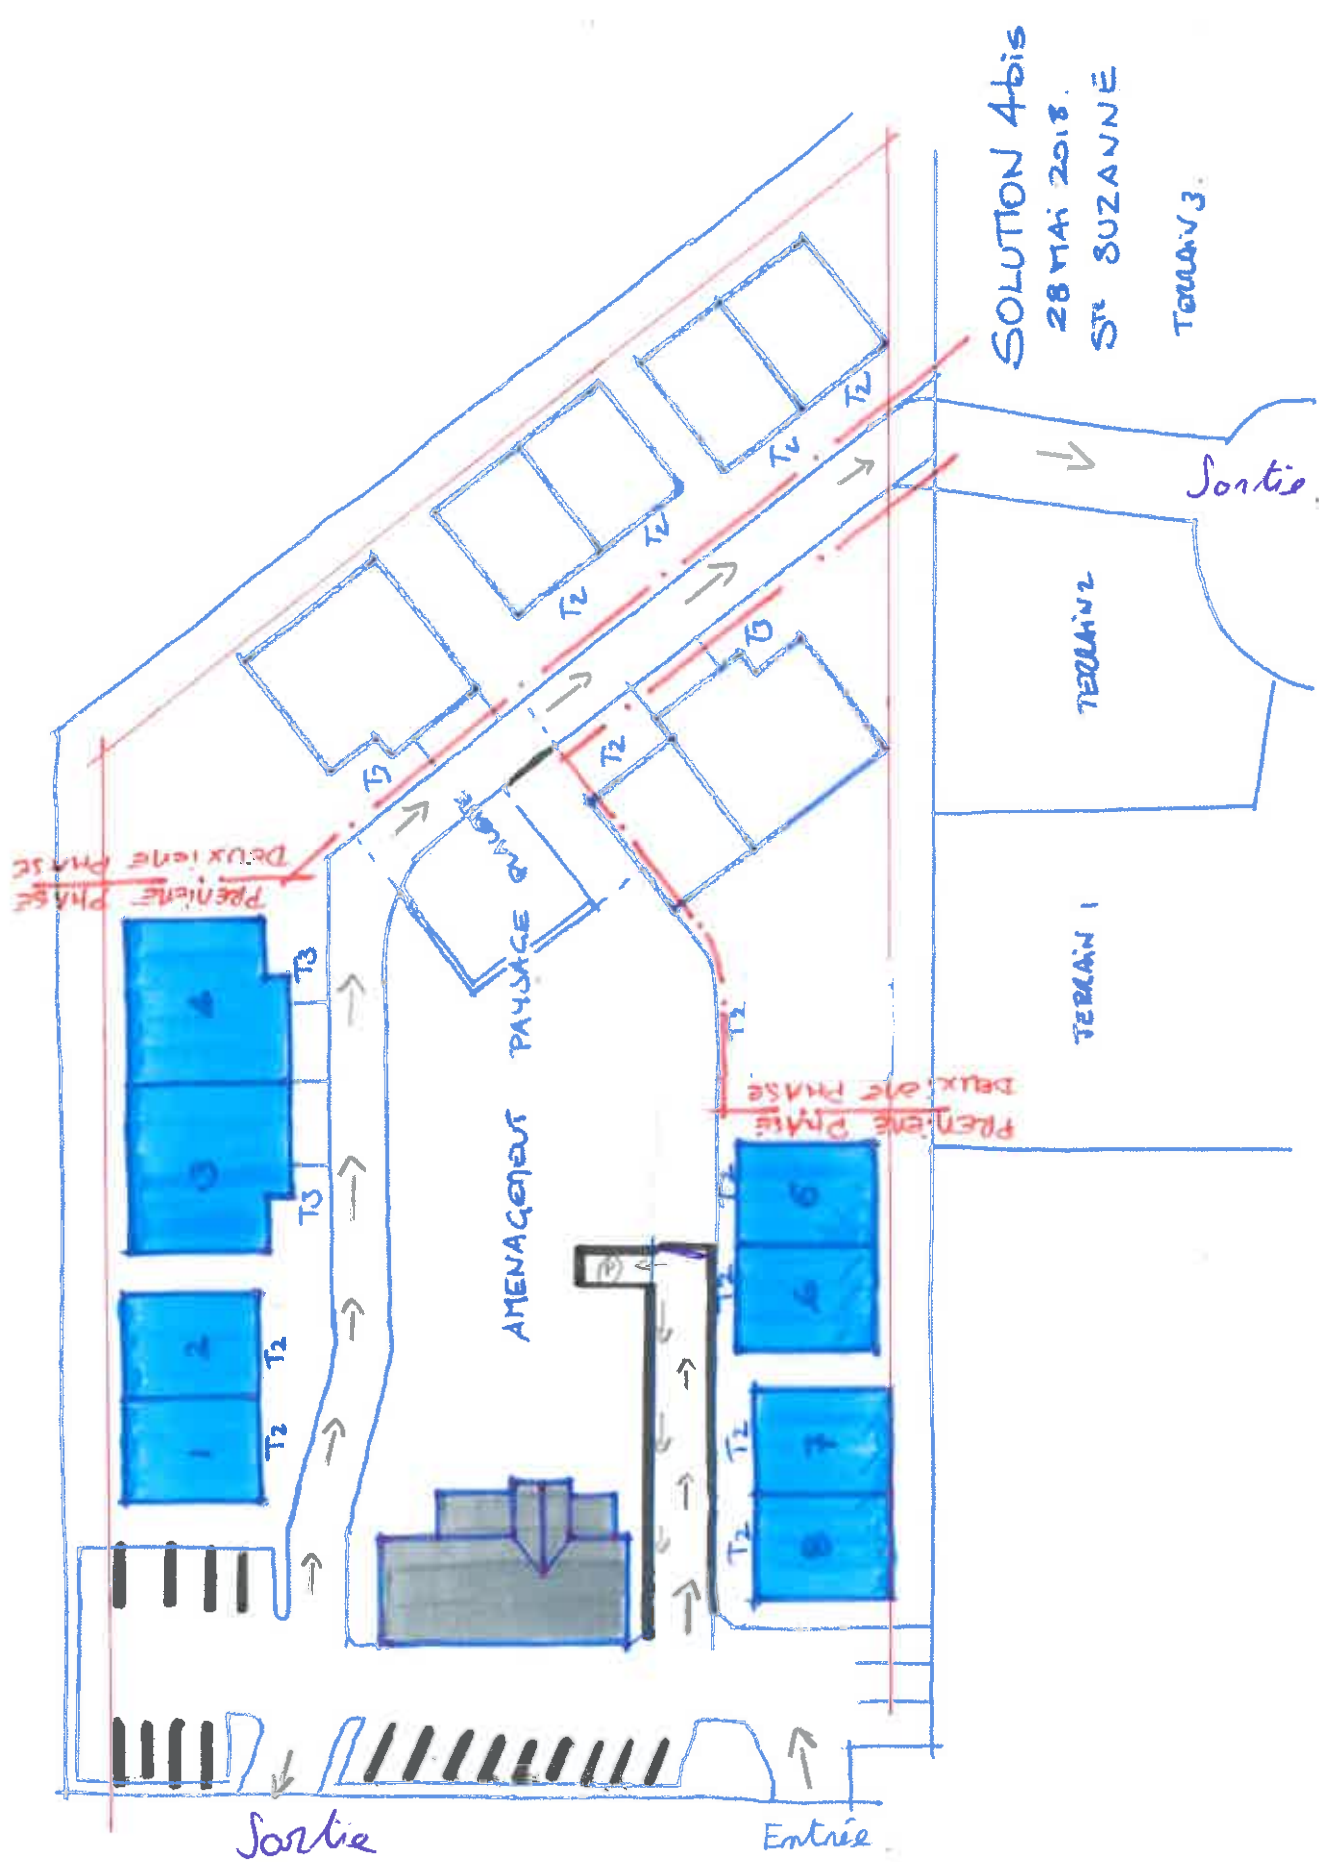 SOLUTION 4bis
28 MAi 2018.
Ste SUZANNE
TERRAiN 3.
Sortie
TERRAiN 2
TERRAiN 1
T2
T2
T2
T2
T3
T3
T2
DEUXIEME PHASE
PREMIERE PHASE
4
T3
3
T3
2
T2
1
T2
AMENAGEMENT PAYSAGE
T2
DEUXIEME PHASE
PREMIERE PHASE
5
T2
6
T2
7
T2
8
T2
Sortie
Entrée